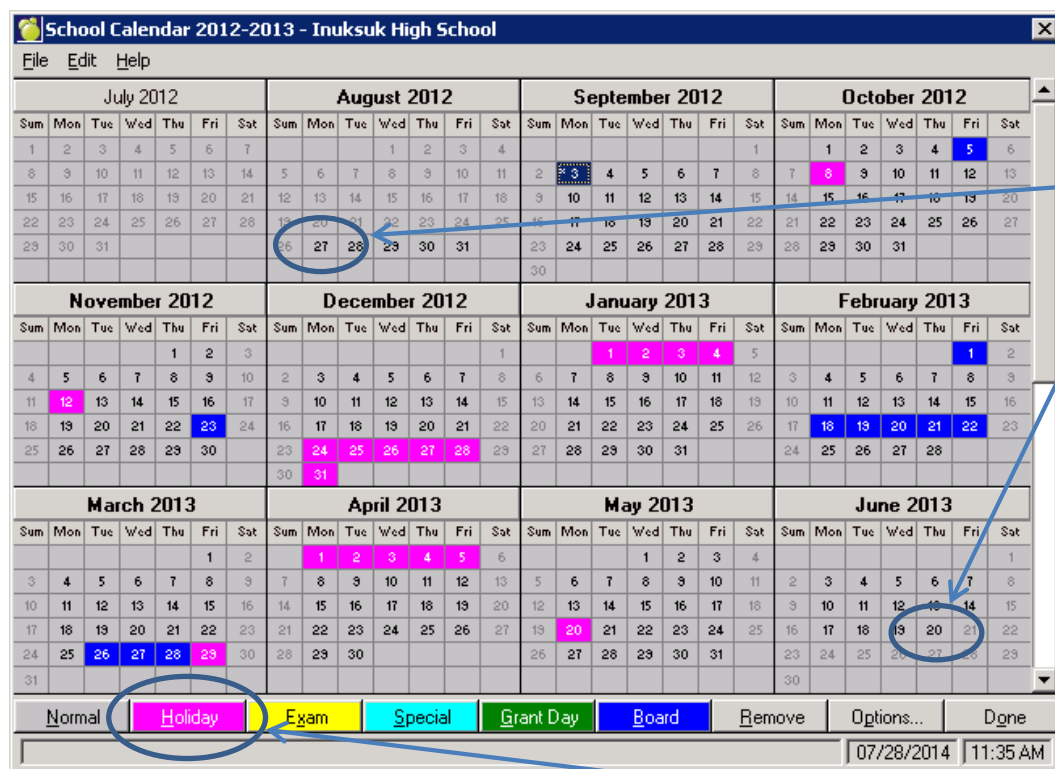 School Calendar 2012-2013 - Inuksuk High School
File Edit Help
July 2012
Sun Mon Tue Wed Thu Fri Sat
1 2 3 4 5 6 7
8 9 10 11 12 13 14
15 16 17 18 19 20 21
22 23 24 25 26 27 28
29 30 31
August 2012
Sun Mon Tue Wed Thu Fri Sat
1 2 3 4
5 6 7 8 9 10 11
12 13 14 15 16 17 18
19 20 21 22 23 24 25
26 27 28 29 30 31
September 2012
Sun Mon Tue Wed Thu Fri Sat
1
2 * 3 4 5 6 7 8
9 10 11 12 13 14 15
16 17 18 19 20 21 22
23 24 25 26 27 28 29
30
October 2012
Sun Mon Tue Wed Thu Fri Sat
1 2 3 4 5 6
7 8 9 10 11 12 13
14 15 16 17 18 19 20
21 22 23 24 25 26 27
28 29 30 31
November 2012
Sun Mon Tue Wed Thu Fri Sat
1 2 3
4 5 6 7 8 9 10
11 12 13 14 15 16 17
18 19 20 21 22 23 24
25 26 27 28 29 30
December 2012
Sun Mon Tue Wed Thu Fri Sat
1
2 3 4 5 6 7 8
9 10 11 12 13 14 15
16 17 18 19 20 21 22
23 24 25 26 27 28 29
30 31
January 2013
Sun Mon Tue Wed Thu Fri Sat
1 2 3 4 5
6 7 8 9 10 11 12
13 14 15 16 17 18 19
20 21 22 23 24 25 26
27 28 29 30 31
February 2013
Sun Mon Tue Wed Thu Fri Sat
1 2
3 4 5 6 7 8 9
10 11 12 13 14 15 16
17 18 19 20 21 22 23
24 25 26 27 28
March 2013
Sun Mon Tue Wed Thu Fri Sat
1 2
3 4 5 6 7 8 9
10 11 12 13 14 15 16
17 18 19 20 21 22 23
24 25 26 27 28 29 30
31
April 2013
Sun Mon Tue Wed Thu Fri Sat
1 2 3 4 5 6
7 8 9 10 11 12 13
14 15 16 17 18 19 20
21 22 23 24 25 26 27
28 29 30
May 2013
Sun Mon Tue Wed Thu Fri Sat
1 2 3 4
5 6 7 8 9 10 11
12 13 14 15 16 17 18
19 20 21 22 23 24 25
26 27 28 29 30 31
June 2013
Sun Mon Tue Wed Thu Fri Sat
1
2 3 4 5 6 7 8
9 10 11 12 13 14 15
16 17 18 19 20 21 22
23 24 25 26 27 28 29
30
Normal Holiday Exam Special Grant Day Board Remove Options... Done
07/28/2014 11:35 AM